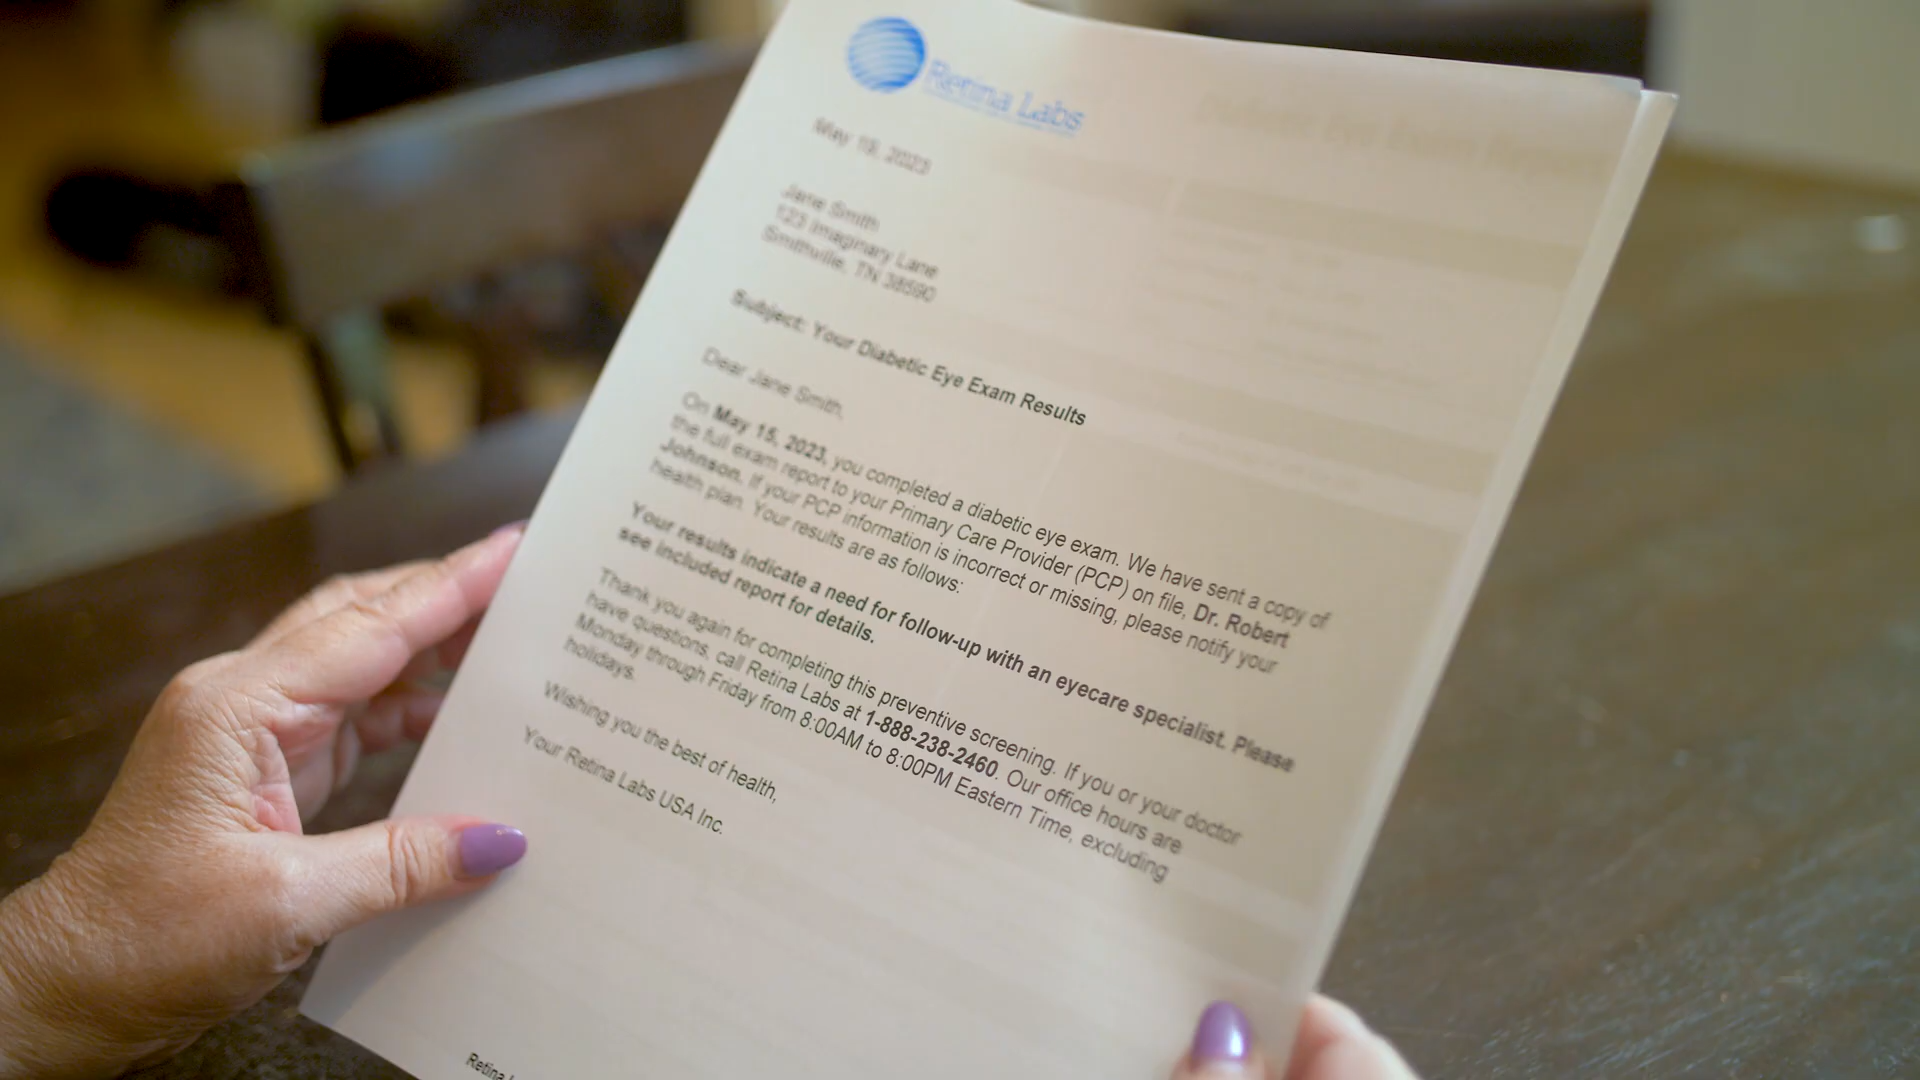 Retina Labs
May 19, 2023
Jane Smith
123 Imaginary Lane
Smithville, TN 38590
Subject: Your Diabetic Eye Exam Results
Dear Jane Smith,
On May 15, 2023, you completed a diabetic eye exam. We have sent a copy of
the full exam report to your Primary Care Provider (PCP) on file, Dr. Robert
Johnson. If your PCP information is incorrect or missing, please notify your
health plan. Your results are as follows:
Your results indicate a need for follow-up with an eyecare specialist. Please
see included report for details.
Thank you again for completing this preventive screening. If you or your doctor
have questions, call Retina Labs at 1-888-238-2460. Our office hours are
Monday through Friday from 8:00AM to 8:00PM Eastern Time, excluding
holidays.
Wishing you the best of health,
Your Retina Labs USA Inc.
Retina